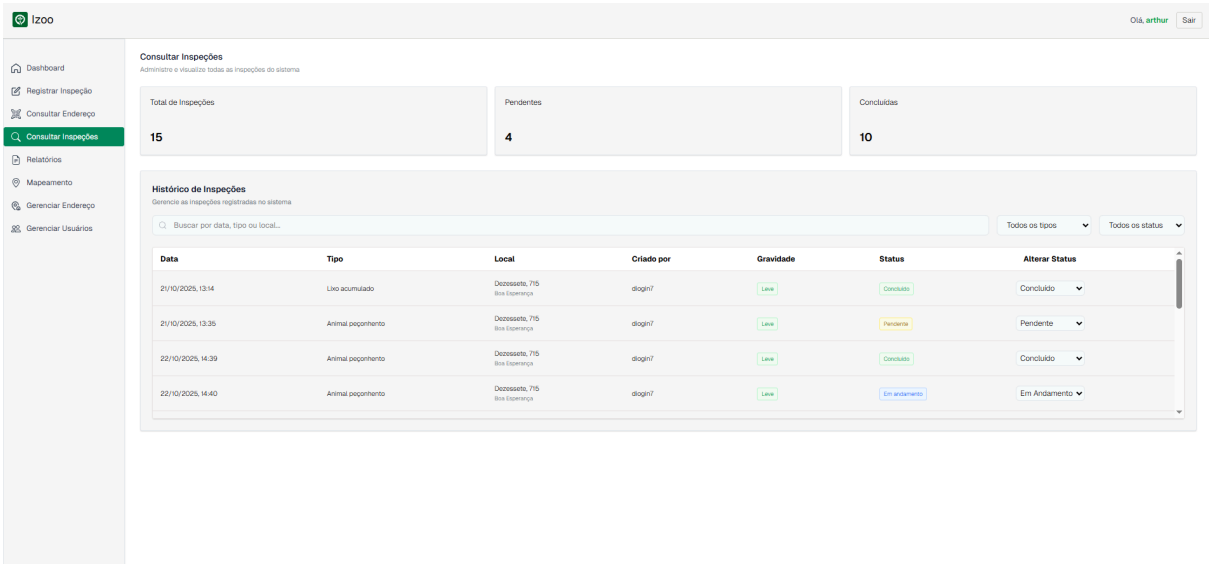 Izoo
Olá, arthur
Sair
Dashboard
Registrar Inspeção
Consultar Endereço
Consultar Inspeções
Relatórios
Mapeamento
Gerenciar Endereço
Gerenciar Usuários
Consultar Inspeções
Administre e visualize todas as inspeções do sistema
Total de Inspeções
15
Pendentes
4
Concluídas
10
Histórico de Inspeções
Gerencie as inspeções registradas no sistema
Buscar por data, tipo ou local...
Todos os tipos
Todos os status
Data Tipo Local Criado por Gravidade Status Alterar Status
21/10/2025, 13:14 Lixo acumulado Dezessete, 715 diogin7 Leve Concluído Concluído
Boa Esperança
21/10/2025, 13:35 Animal peçonhento Dezessete, 715 diogin7 Leve Pendente Pendente
Boa Esperança
22/10/2025, 14:39 Animal peçonhento Dezessete, 715 diogin7 Leve Concluído Concluído
Boa Esperança
22/10/2025, 14:40 Animal peçonhento Dezessete, 715 diogin7 Leve Em andamento Em Andamento
Boa Esperança